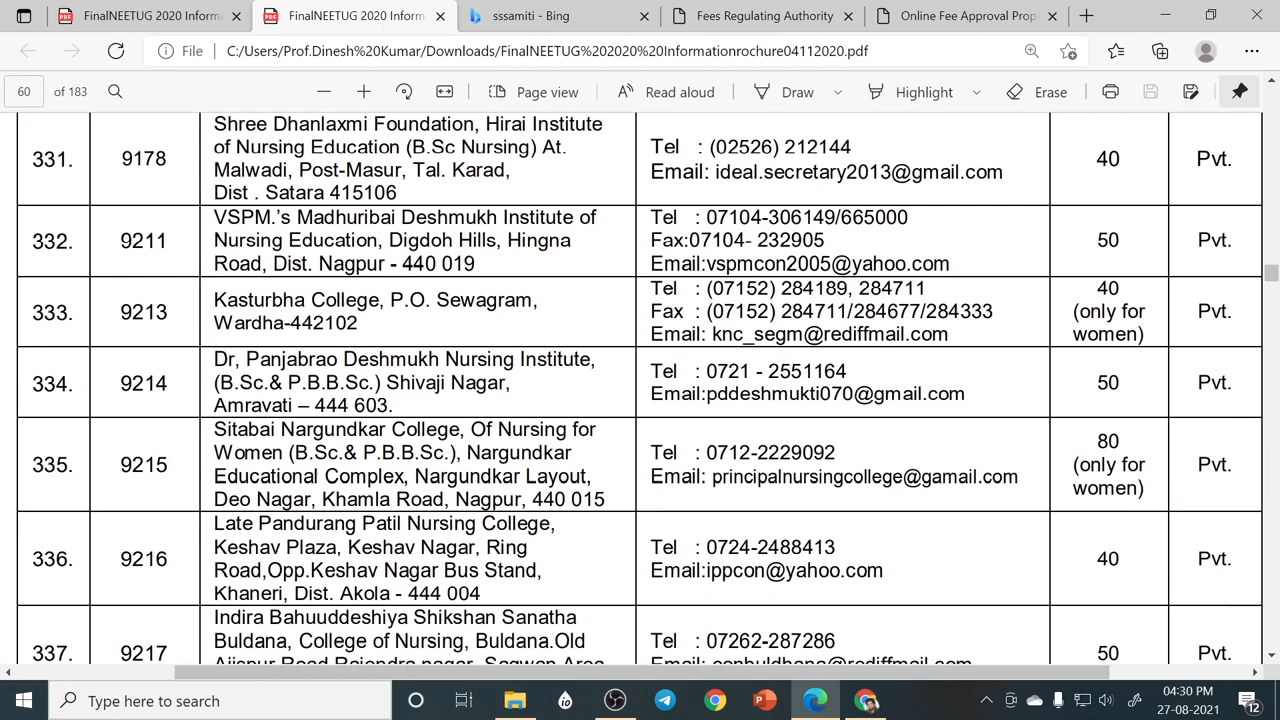 FinalNEETUG 2020 Inform
FinalNEETUG 2020 Inform
sssamiti - Bing
Fees Regulating Authority
Online Fee Approval Prop
File
C:/Users/Prof.Dinesh%20Kumar/Downloads/FinalNEETUG%202020%20Informationrochure04112020.pdf
60 of 183
Page view
Read aloud
Draw
Highlight
Erase
331.
9178
Shree Dhanlaxmi Foundation, Hirai Institute
of Nursing Education (B.Sc Nursing) At.
Malwadi, Post-Masur, Tal. Karad,
Dist . Satara 415106
Tel : (02526) 212144
Email: ideal.secretary2013@gmail.com
40
Pvt.
332.
9211
VSPM.'s Madhuribai Deshmukh Institute of
Nursing Education, Digdoh Hills, Hingna
Road, Dist. Nagpur - 440 019
Tel : 07104-306149/665000
Fax:07104- 232905
Email:vspmcon2005@yahoo.com
50
Pvt.
333.
9213
Kasturbha College, P.O. Sewagram,
Wardha-442102
Tel : (07152) 284189, 284711
Fax : (07152) 284711/284677/284333
Email: knc_segm@rediffmail.com
40
(only for
women)
Pvt.
334.
9214
Dr, Panjabrao Deshmukh Nursing Institute,
(B.Sc.& P.B.B.Sc.) Shivaji Nagar,
Amravati – 444 603.
Tel : 0721 - 2551164
Email:pddeshmukti070@gmail.com
50
Pvt.
335.
9215
Sitabai Nargundkar College, Of Nursing for
Women (B.Sc.& P.B.B.Sc.), Nargundkar
Educational Complex, Nargundkar Layout,
Deo Nagar, Khamla Road, Nagpur, 440 015
Tel : 0712-2229092
Email: principalnursingcollege@gamail.com
80
(only for
women)
Pvt.
336.
9216
Late Pandurang Patil Nursing College,
Keshav Plaza, Keshav Nagar, Ring
Road,Opp.Keshav Nagar Bus Stand,
Khaneri, Dist. Akola - 444 004
Tel : 0724-2488413
Email:ippcon@yahoo.com
40
Pvt.
337.
9217
Indira Bahuuddeshiya Shikshan Sanatha
Buldana, College of Nursing, Buldana.Old
Ajispur Road Rajendra nagar, Sagwan Area
Tel : 07262-287286
Email: conbuldhana@rediffmail.com
50
Pvt.
Type here to search
04:30 PM
27-08-2021
12